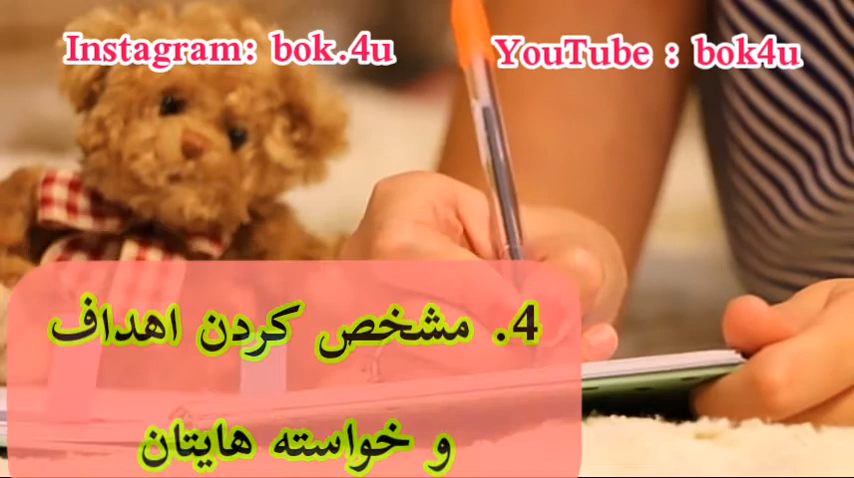 Instagram: bok.4u
YouTube : bok4u
4. مشخص کردن اهداف
و خواسته هایتان